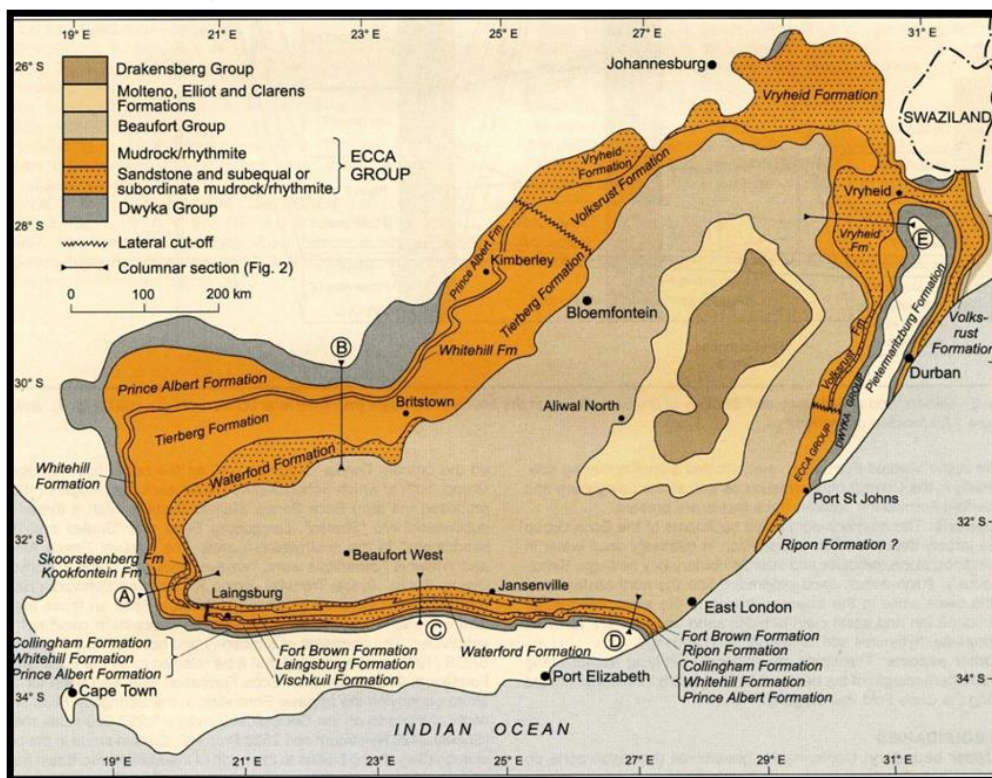 19° E 21° E 23° E 25° E 27° E 29° E 31° E
26° S
28° S
30° S
32° S
34° S
Drakensberg Group
Molteno, Elliot and Clarens
Formations
Beaufort Group
Mudrock/rhythmite
Sandstone and subequal or
subordinate mudrock/rhythmite
ECCA
GROUP
Dwyka Group
Lateral cut-off
Columnar section (Fig. 2)
0 100 200 km
Johannesburg
Vryheid Formation
SWAZILAND
Vryheid
Formation
Volksrust Formation
Vryheid
Vryheid
Fm
E
Prince Albert Fm
Kimberley
Tierberg Formation
Bloemfontein
Whitehill Fm
Pietermaritzburg Formation
Volks-
rust
Formation
Volksrust Fm
Durban
B
Prince Albert Formation
Britstown
Aliwal North
Tierberg Formation
Waterford Formation
ECCA GROUP
DWYKA GROUP
Whitehill
Formation
Port St Johns
Ripon Formation ?
32° S
Beaufort West
Skoorsteenberg Fm
Kookfontein Fm
A
Laingsburg
Jansenville
East London
C
D
Collingham Formation
Whitehill Formation
Prince Albert Formation
Fort Brown Formation
Laingsburg Formation
Vischkuil Formation
Waterford Formation
Fort Brown Formation
Ripon Formation
Collingham Formation
Whitehill Formation
Prince Albert Formation
Cape Town
Port Elizabeth
34° S
INDIAN OCEAN
19° E 21° E 23° E 25° E 27° E 29° E 31° E